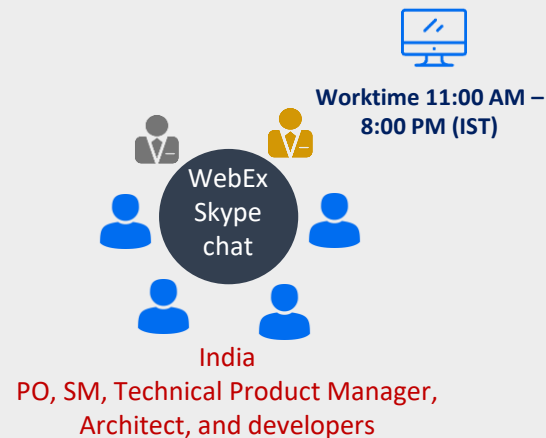 Worktime 11:00 AM –
8:00 PM (IST)
WebEx
Skype
chat
India
PO, SM, Technical Product Manager,
Architect, and developers